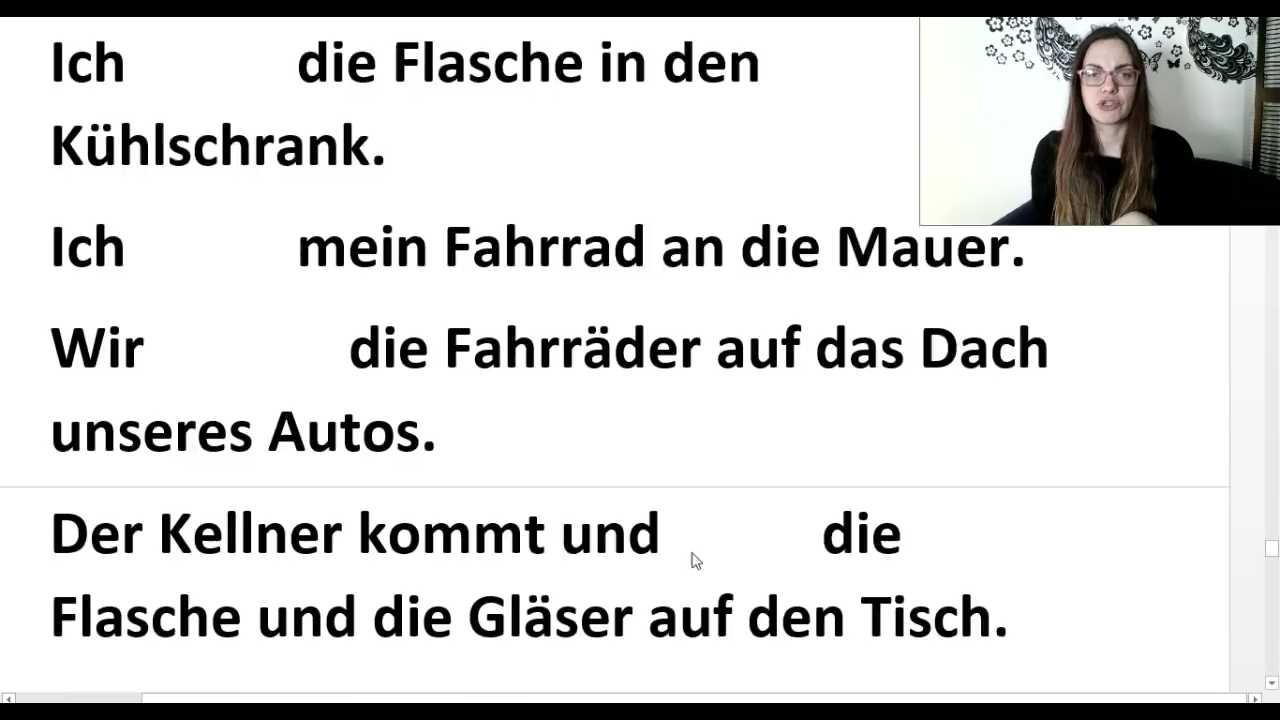 Ich die Flasche in den
Kühlschrank.
Ich mein Fahrrad an die Mauer.
Wir die Fahrräder auf das Dach
unseres Autos.
Der Kellner kommt und die
Flasche und die Gläser auf den Tisch.